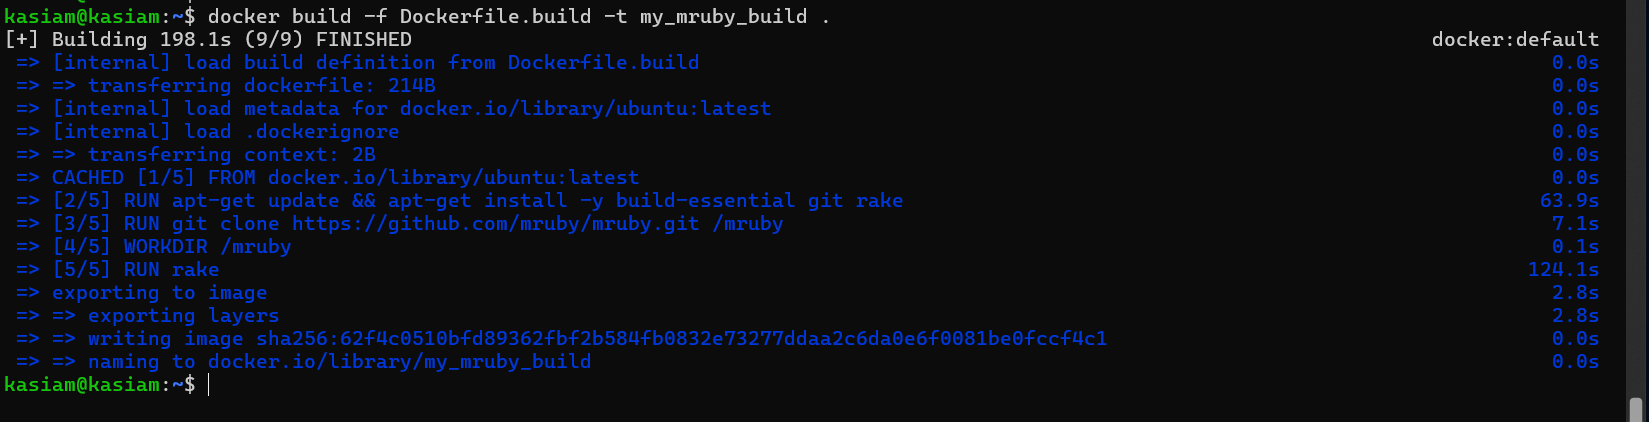 kasiam@kasiam:~$ docker build -f Dockerfile.build -t my_mruby_build .
[+] Building 198.1s (9/9) FINISHED docker:default
=> [internal] load build definition from Dockerfile.build 0.0s
=> => transferring dockerfile: 214B 0.0s
=> [internal] load metadata for docker.io/library/ubuntu:latest 0.0s
=> [internal] load .dockerignore 0.0s
=> => transferring context: 2B 0.0s
=> CACHED [1/5] FROM docker.io/library/ubuntu:latest 0.0s
=> [2/5] RUN apt-get update && apt-get install -y build-essential git rake 63.9s
=> [3/5] RUN git clone https://github.com/mruby/mruby.git /mruby 7.1s
=> [4/5] WORKDIR /mruby 0.1s
=> [5/5] RUN rake 124.1s
=> exporting to image 2.8s
=> => exporting layers 2.8s
=> => writing image sha256:62f4c0510bfd89362fbf2b584fb0832e73277ddaa2c6da0e6f0081be0fccf4c1 0.0s
=> => naming to docker.io/library/my_mruby_build 0.0s
kasiam@kasiam:~$